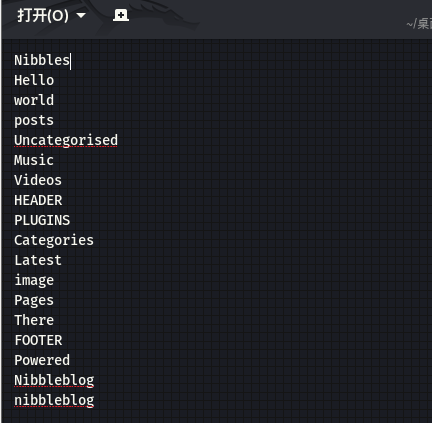 打开(O)
~/桌
Nibbles
Hello
world
posts
Uncategorised
Music
Videos
HEADER
PLUGINS
Categories
Latest
image
Pages
There
FOOTER
Powered
Nibbleblog
nibbleblog